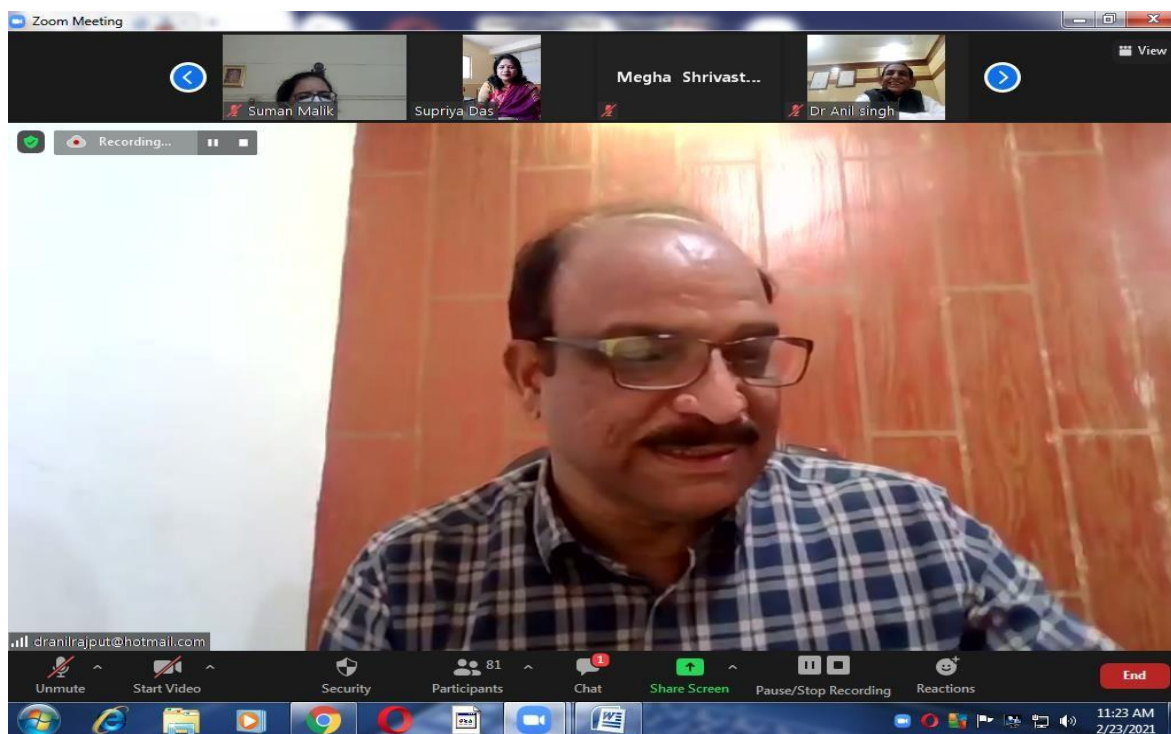 Zoom Meeting
View
Suman Malik
Supriya Das
Megha Shrivast...
Dr Anil singh
Recording...
dranilrajput@hotmail.com
Unmute
Start Video
Security
81
Participants
1
Chat
Share Screen
Pause/Stop Recording
Reactions
End
11:23 AM
2/23/2021